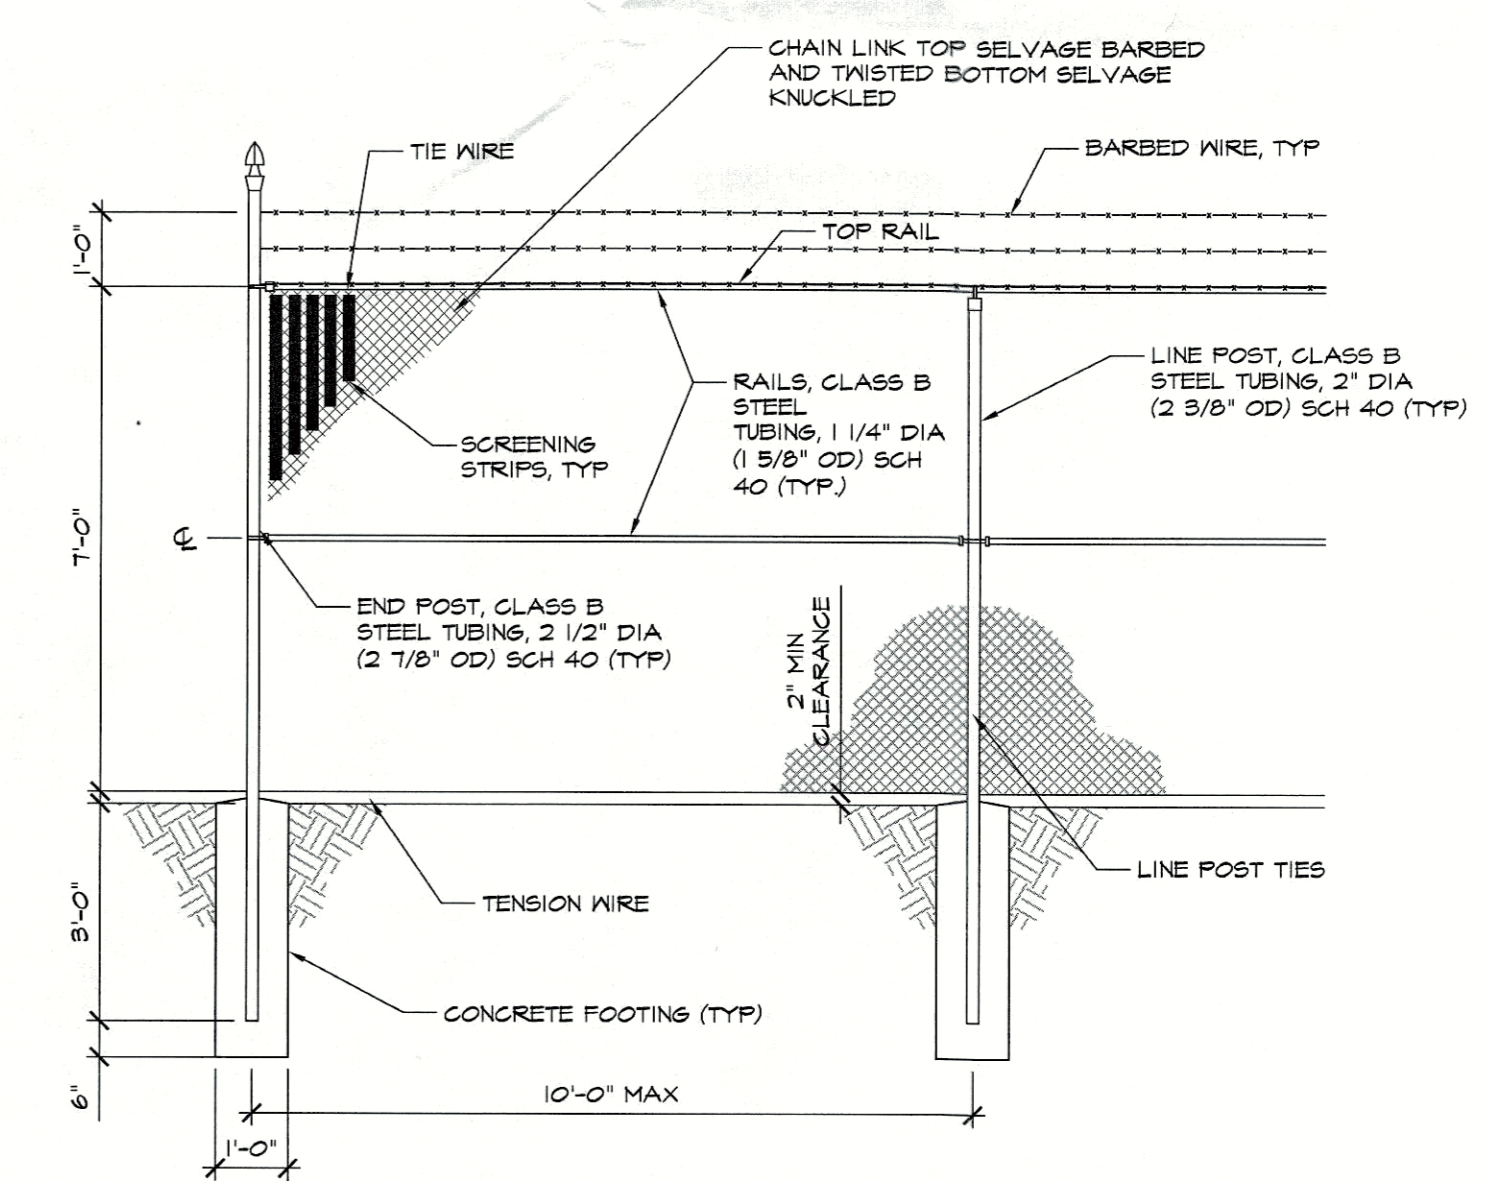 CHAIN LINK TOP SELVAGE BARBED
AND TWISTED BOTTOM SELVAGE
KNUCKLED
TIE WIRE
BARBED WIRE, TYP
1'-0"
TOP RAIL
LINE POST, CLASS B
STEEL TUBING, 2" DIA
(2 3/8" OD) SCH 40 (TYP)
RAILS, CLASS B
STEEL
TUBING, 1 1/4" DIA
(1 5/8" OD) SCH
40 (TYP.)
SCREENING
STRIPS, TYP
7'-0"
℄
END POST, CLASS B
STEEL TUBING, 2 1/2" DIA
(2 7/8" OD) SCH 40 (TYP)
2" MIN
CLEARANCE
LINE POST TIES
TENSION WIRE
3'-0"
CONCRETE FOOTING (TYP)
6"
10'-0" MAX
1'-0"